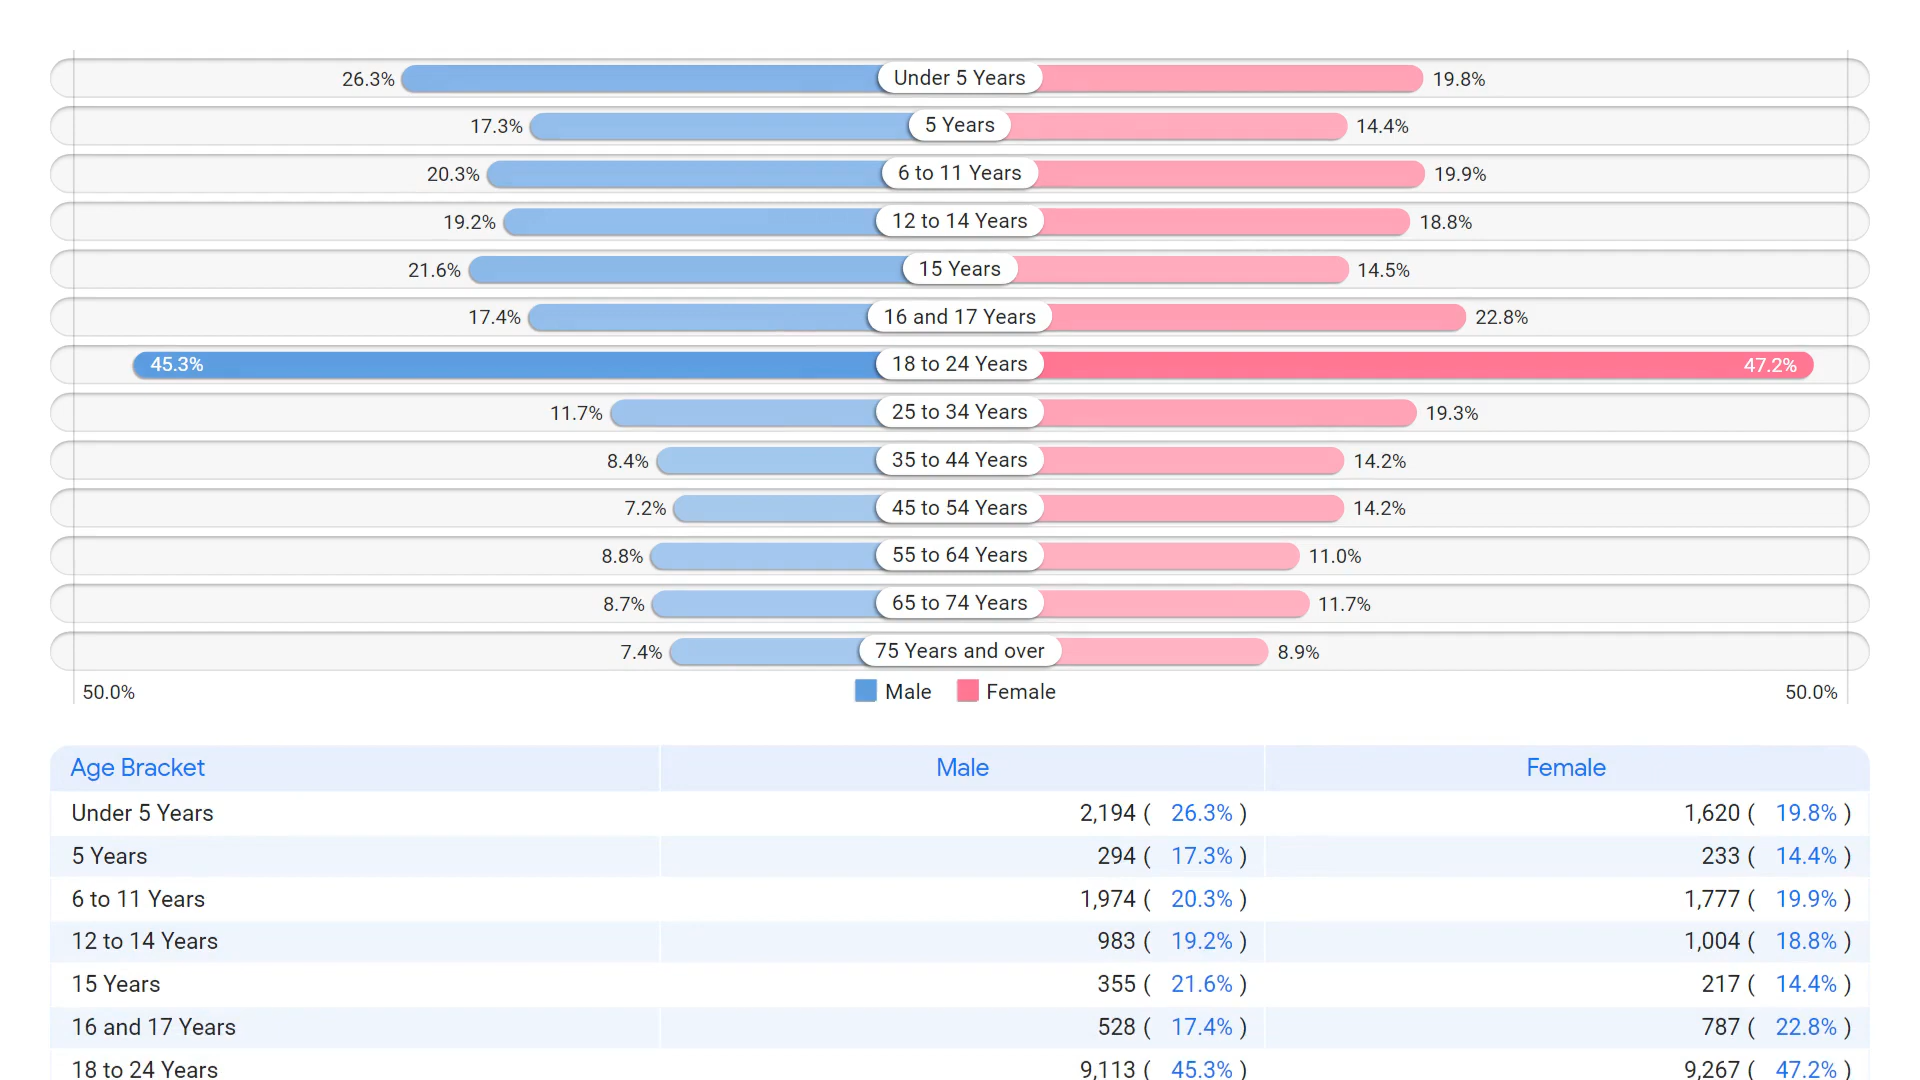 26.3% Under 5 Years 19.8%
17.3% 5 Years 14.4%
20.3% 6 to 11 Years 19.9%
19.2% 12 to 14 Years 18.8%
21.6% 15 Years 14.5%
17.4% 16 and 17 Years 22.8%
45.3% 18 to 24 Years 47.2%
11.7% 25 to 34 Years 19.3%
8.4% 35 to 44 Years 14.2%
7.2% 45 to 54 Years 14.2%
8.8% 55 to 64 Years 11.0%
8.7% 65 to 74 Years 11.7%
7.4% 75 Years and over 8.9%
50.0% Male Female 50.0%
Age Bracket Male Female
Under 5 Years 2,194 ( 26.3% ) 1,620 ( 19.8% )
5 Years 294 ( 17.3% ) 233 ( 14.4% )
6 to 11 Years 1,974 ( 20.3% ) 1,777 ( 19.9% )
12 to 14 Years 983 ( 19.2% ) 1,004 ( 18.8% )
15 Years 355 ( 21.6% ) 217 ( 14.4% )
16 and 17 Years 528 ( 17.4% ) 787 ( 22.8% )
18 to 24 Years 9,113 ( 45.3% ) 9,267 ( 47.2% )